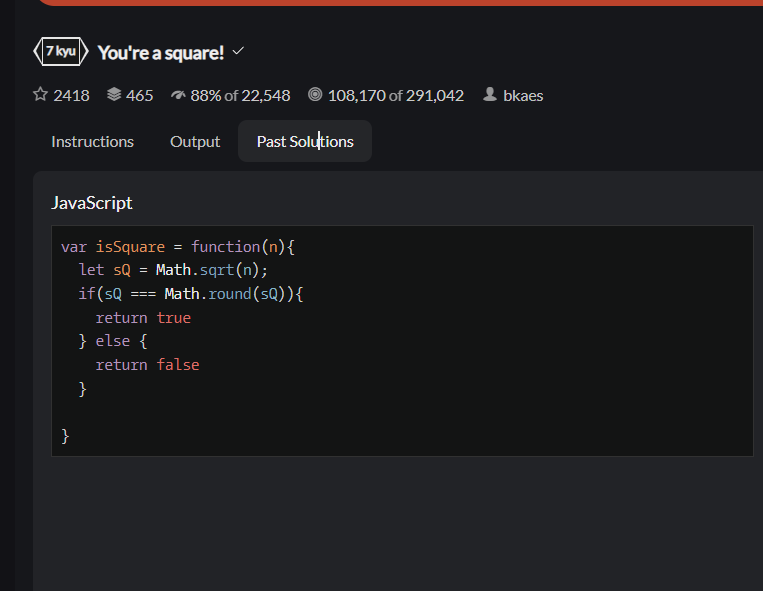 7 kyu You're a square!
2418 465 88% of 22,548 108,170 of 291,042 bkaes
Instructions Output Past Solutions
JavaScript
var isSquare = function(n){
  let sQ = Math.sqrt(n);
  if(sQ === Math.round(sQ)){
    return true
  } else {
    return false
  }
}